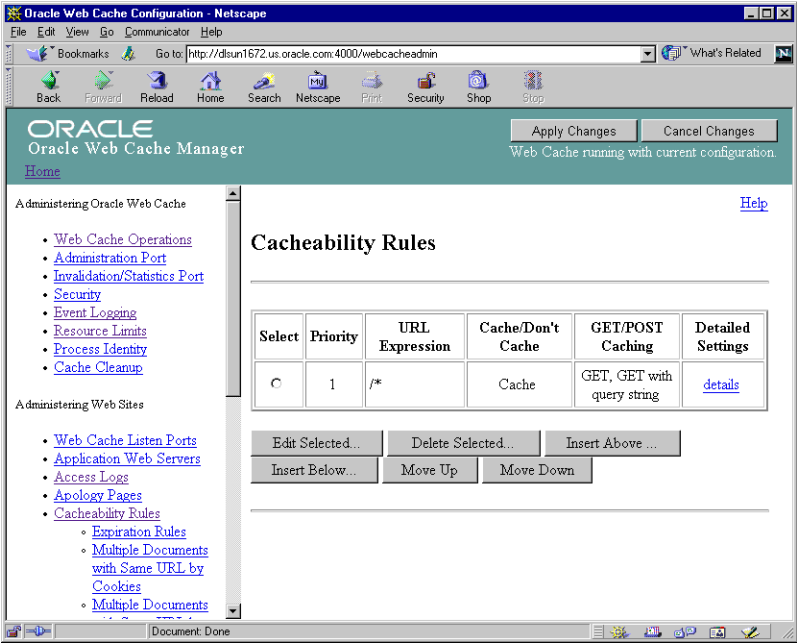 Oracle Web Cache Configuration - Netscape
File Edit View Go Communicator Help
Bookmarks Go to: http://dlsun1672.us.oracle.com:4000/webcacheadmin What's Related N
Back Forward Reload Home Search Netscape Print Security Shop Stop
ORACLE
Oracle Web Cache Manager
Home
Apply Changes Cancel Changes
Web Cache running with current configuration.
Administering Oracle Web Cache
Web Cache Operations
Administration Port
Invalidation/Statistics Port
Security
Event Logging
Resource Limits
Process Identity
Cache Cleanup
Administering Web Sites
Web Cache Listen Ports
Application Web Servers
Access Logs
Apology Pages
Cacheability Rules
Expiration Rules
Multiple Documents
with Same URL by
Cookies
Multiple Documents
Help
Cacheability Rules
Select Priority URL Expression Cache/Don't Cache GET/POST Caching Detailed Settings
1 /* Cache GET, GET with query string details
Edit Selected... Delete Selected... Insert Above ...
Insert Below... Move Up Move Down
Document: Done